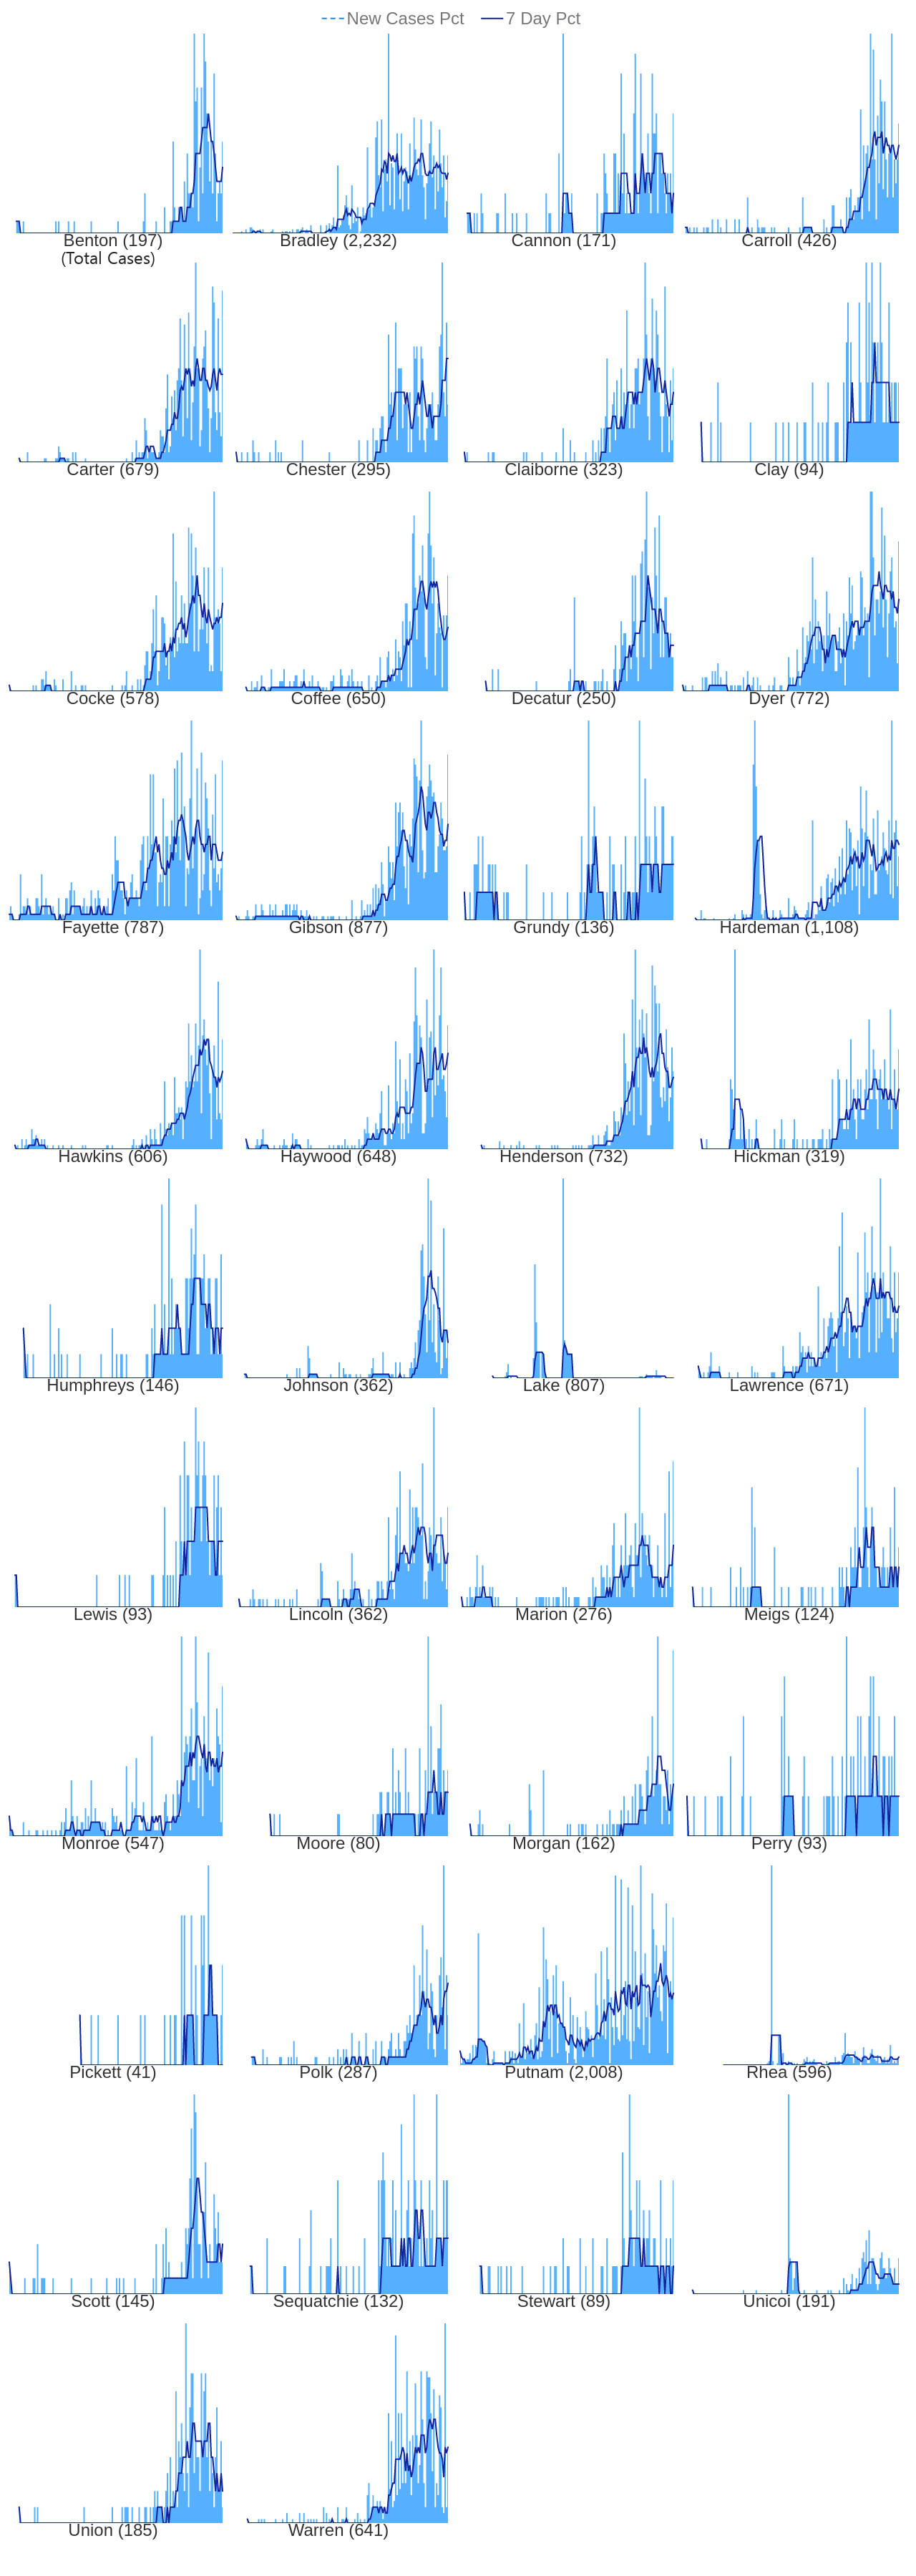 New Cases Pct 7 Day Pct
Benton (197) Bradley (2,232) Cannon (171) Carroll (426)
(Total Cases)
Carter (679) Chester (295) Claiborne (323) Clay (94)
Cocke (578) Coffee (650) Decatur (250) Dyer (772)
Fayette (787) Gibson (877) Grundy (136) Hardeman (1,108)
Hawkins (606) Haywood (648) Henderson (732) Hickman (319)
Humphreys (146) Johnson (362) Lake (807) Lawrence (671)
Lewis (93) Lincoln (362) Marion (276) Meigs (124)
Monroe (547) Moore (80) Morgan (162) Perry (93)
Pickett (41) Polk (287) Putnam (2,008) Rhea (596)
Scott (145) Sequatchie (132) Stewart (89) Unicoi (191)
Union (185) Warren (641)